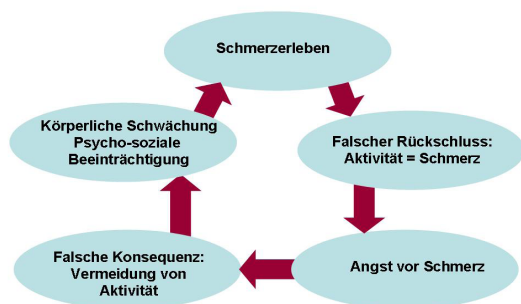 Schmerzerleben
Falscher Rückschluss:
Aktivität = Schmerz
Angst vor Schmerz
Falsche Konsequenz:
Vermeidung von
Aktivität
Körperliche Schwächung
Psycho-soziale
Beeinträchtigung